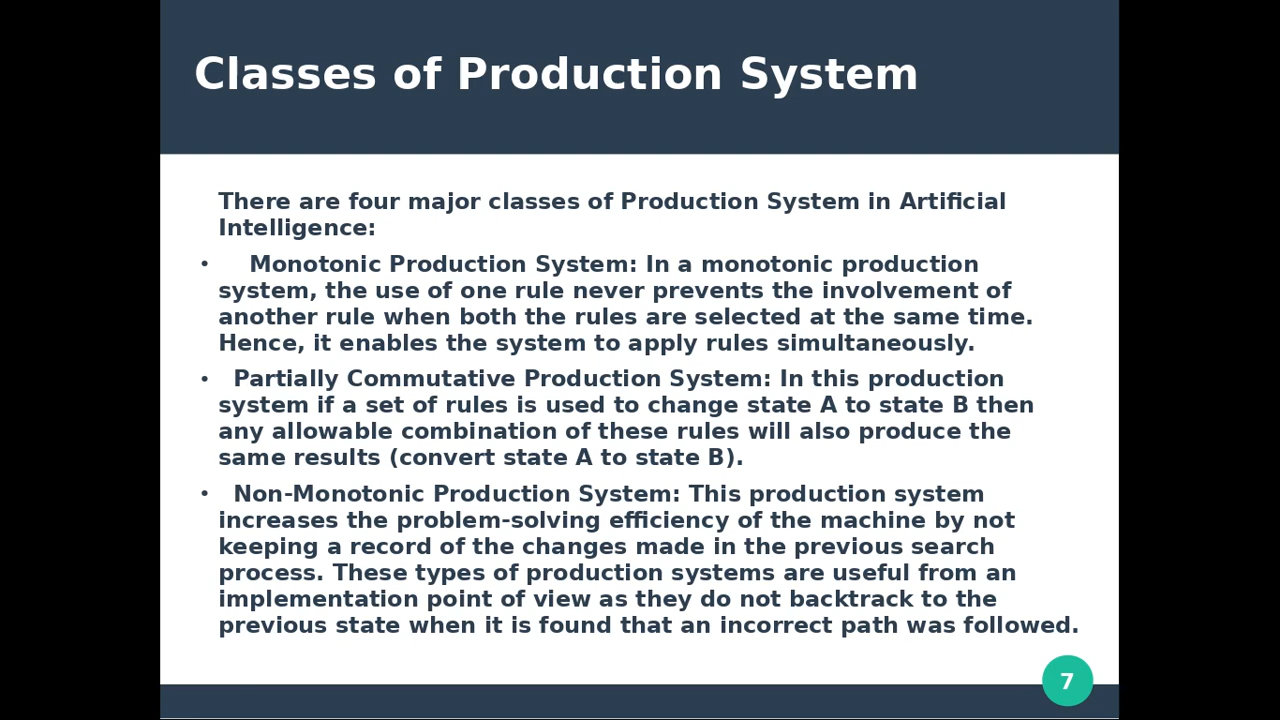 Classes of Production System
There are four major classes of Production System in Artificial
Intelligence:
• Monotonic Production System: In a monotonic production
system, the use of one rule never prevents the involvement of
another rule when both the rules are selected at the same time.
Hence, it enables the system to apply rules simultaneously.
• Partially Commutative Production System: In this production
system if a set of rules is used to change state A to state B then
any allowable combination of these rules will also produce the
same results (convert state A to state B).
• Non-Monotonic Production System: This production system
increases the problem-solving efficiency of the machine by not
keeping a record of the changes made in the previous search
process. These types of production systems are useful from an
implementation point of view as they do not backtrack to the
previous state when it is found that an incorrect path was followed.
7